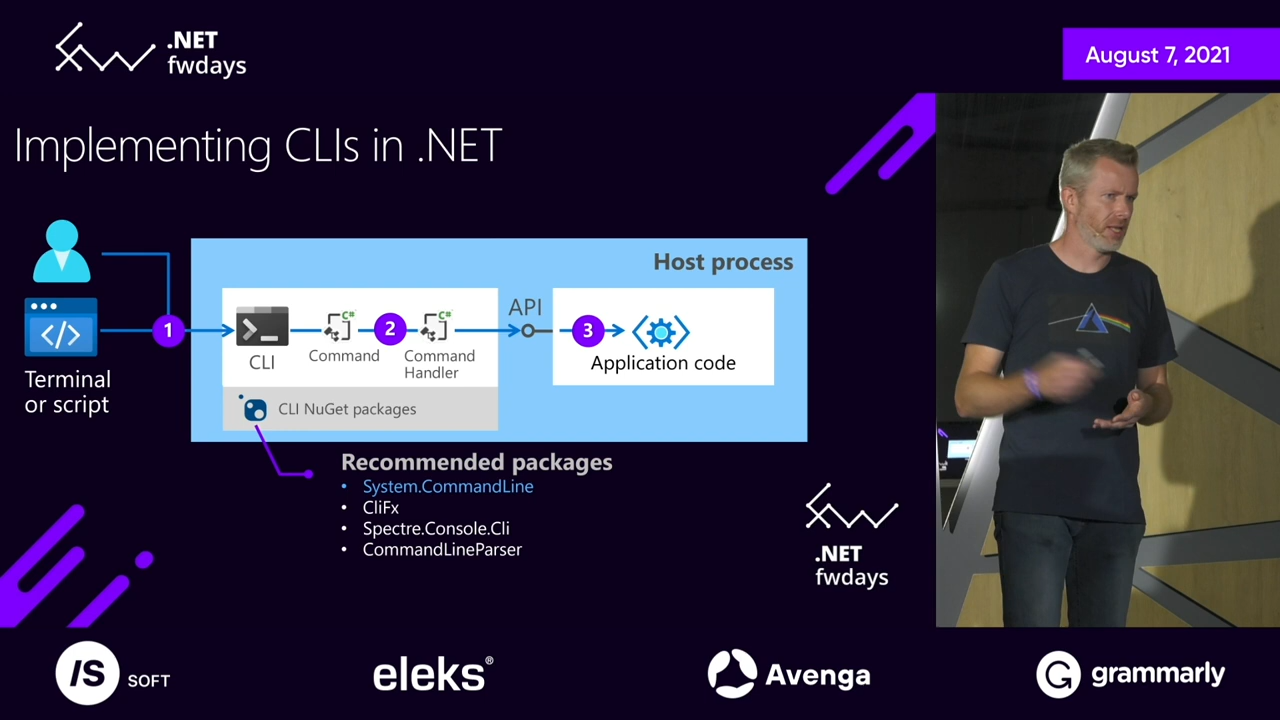 .NET
fwdays
August 7, 2021
Implementing CLIs in .NET
Host process
API
1
2
3
C#
C#
CLI
Command
Command
Handler
Application code
Terminal
or script
CLI NuGet packages
Recommended packages
• System.CommandLine
• CliFx
• Spectre.Console.Cli
• CommandLineParser
.NET
fwdays
IS SOFT
eleks®
Avenga
G grammarly